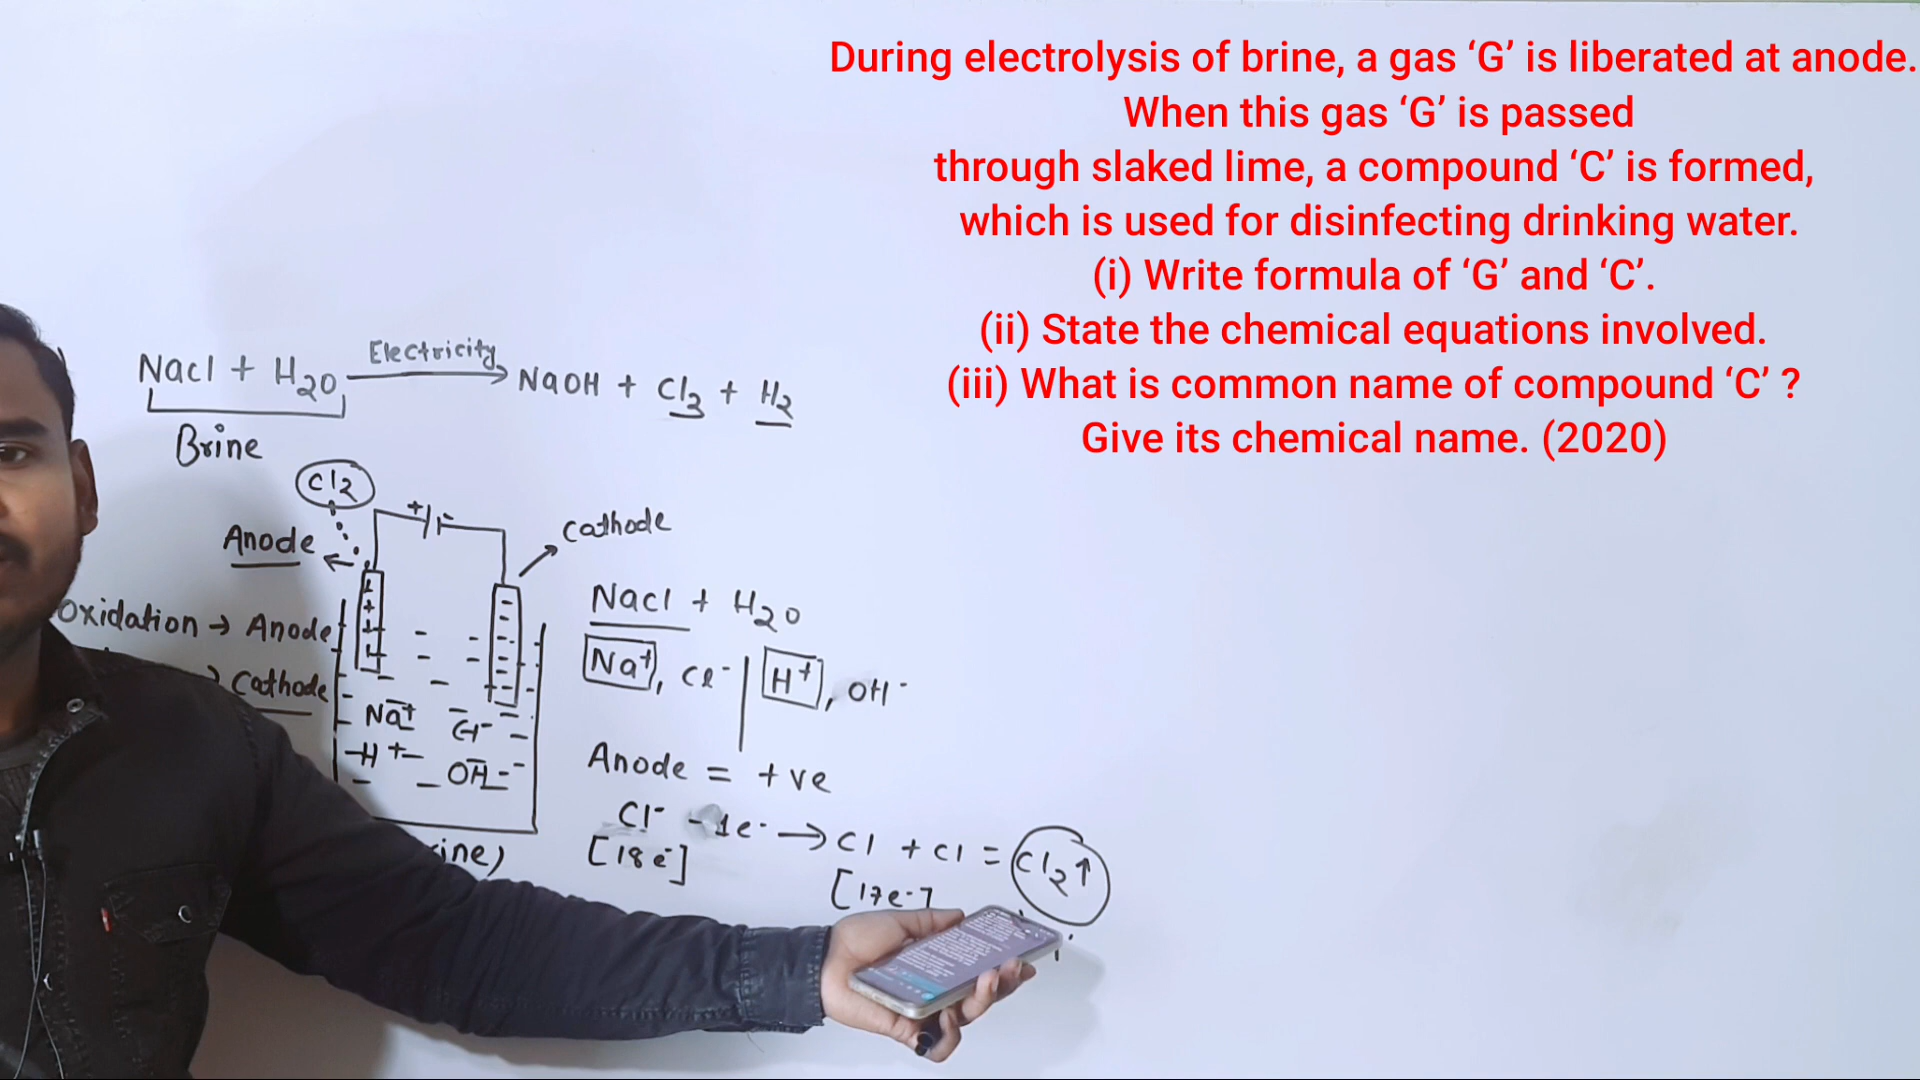 During electrolysis of brine, a gas ‘G’ is liberated at anode.
When this gas ‘G’ is passed
through slaked lime, a compound ‘C’ is formed,
which is used for disinfecting drinking water.
(i) Write formula of ‘G’ and ‘C’.
(ii) State the chemical equations involved.
(iii) What is common name of compound ‘C’ ?
Give its chemical name. (2020)
Electricity
Nacl + H2O → NaOH + Cl2 + H2
Brine
Cl2
+ -
Anode
Cathode
Oxidation → Anode
Cathode
Na+ Cl-
H+ OH-
Nacl + H2O
Na+, Cl- | H+, OH-
Anode = +ve
Cl- - 1e- → Cl + Cl = Cl2↑
[18e-]
[17e-]